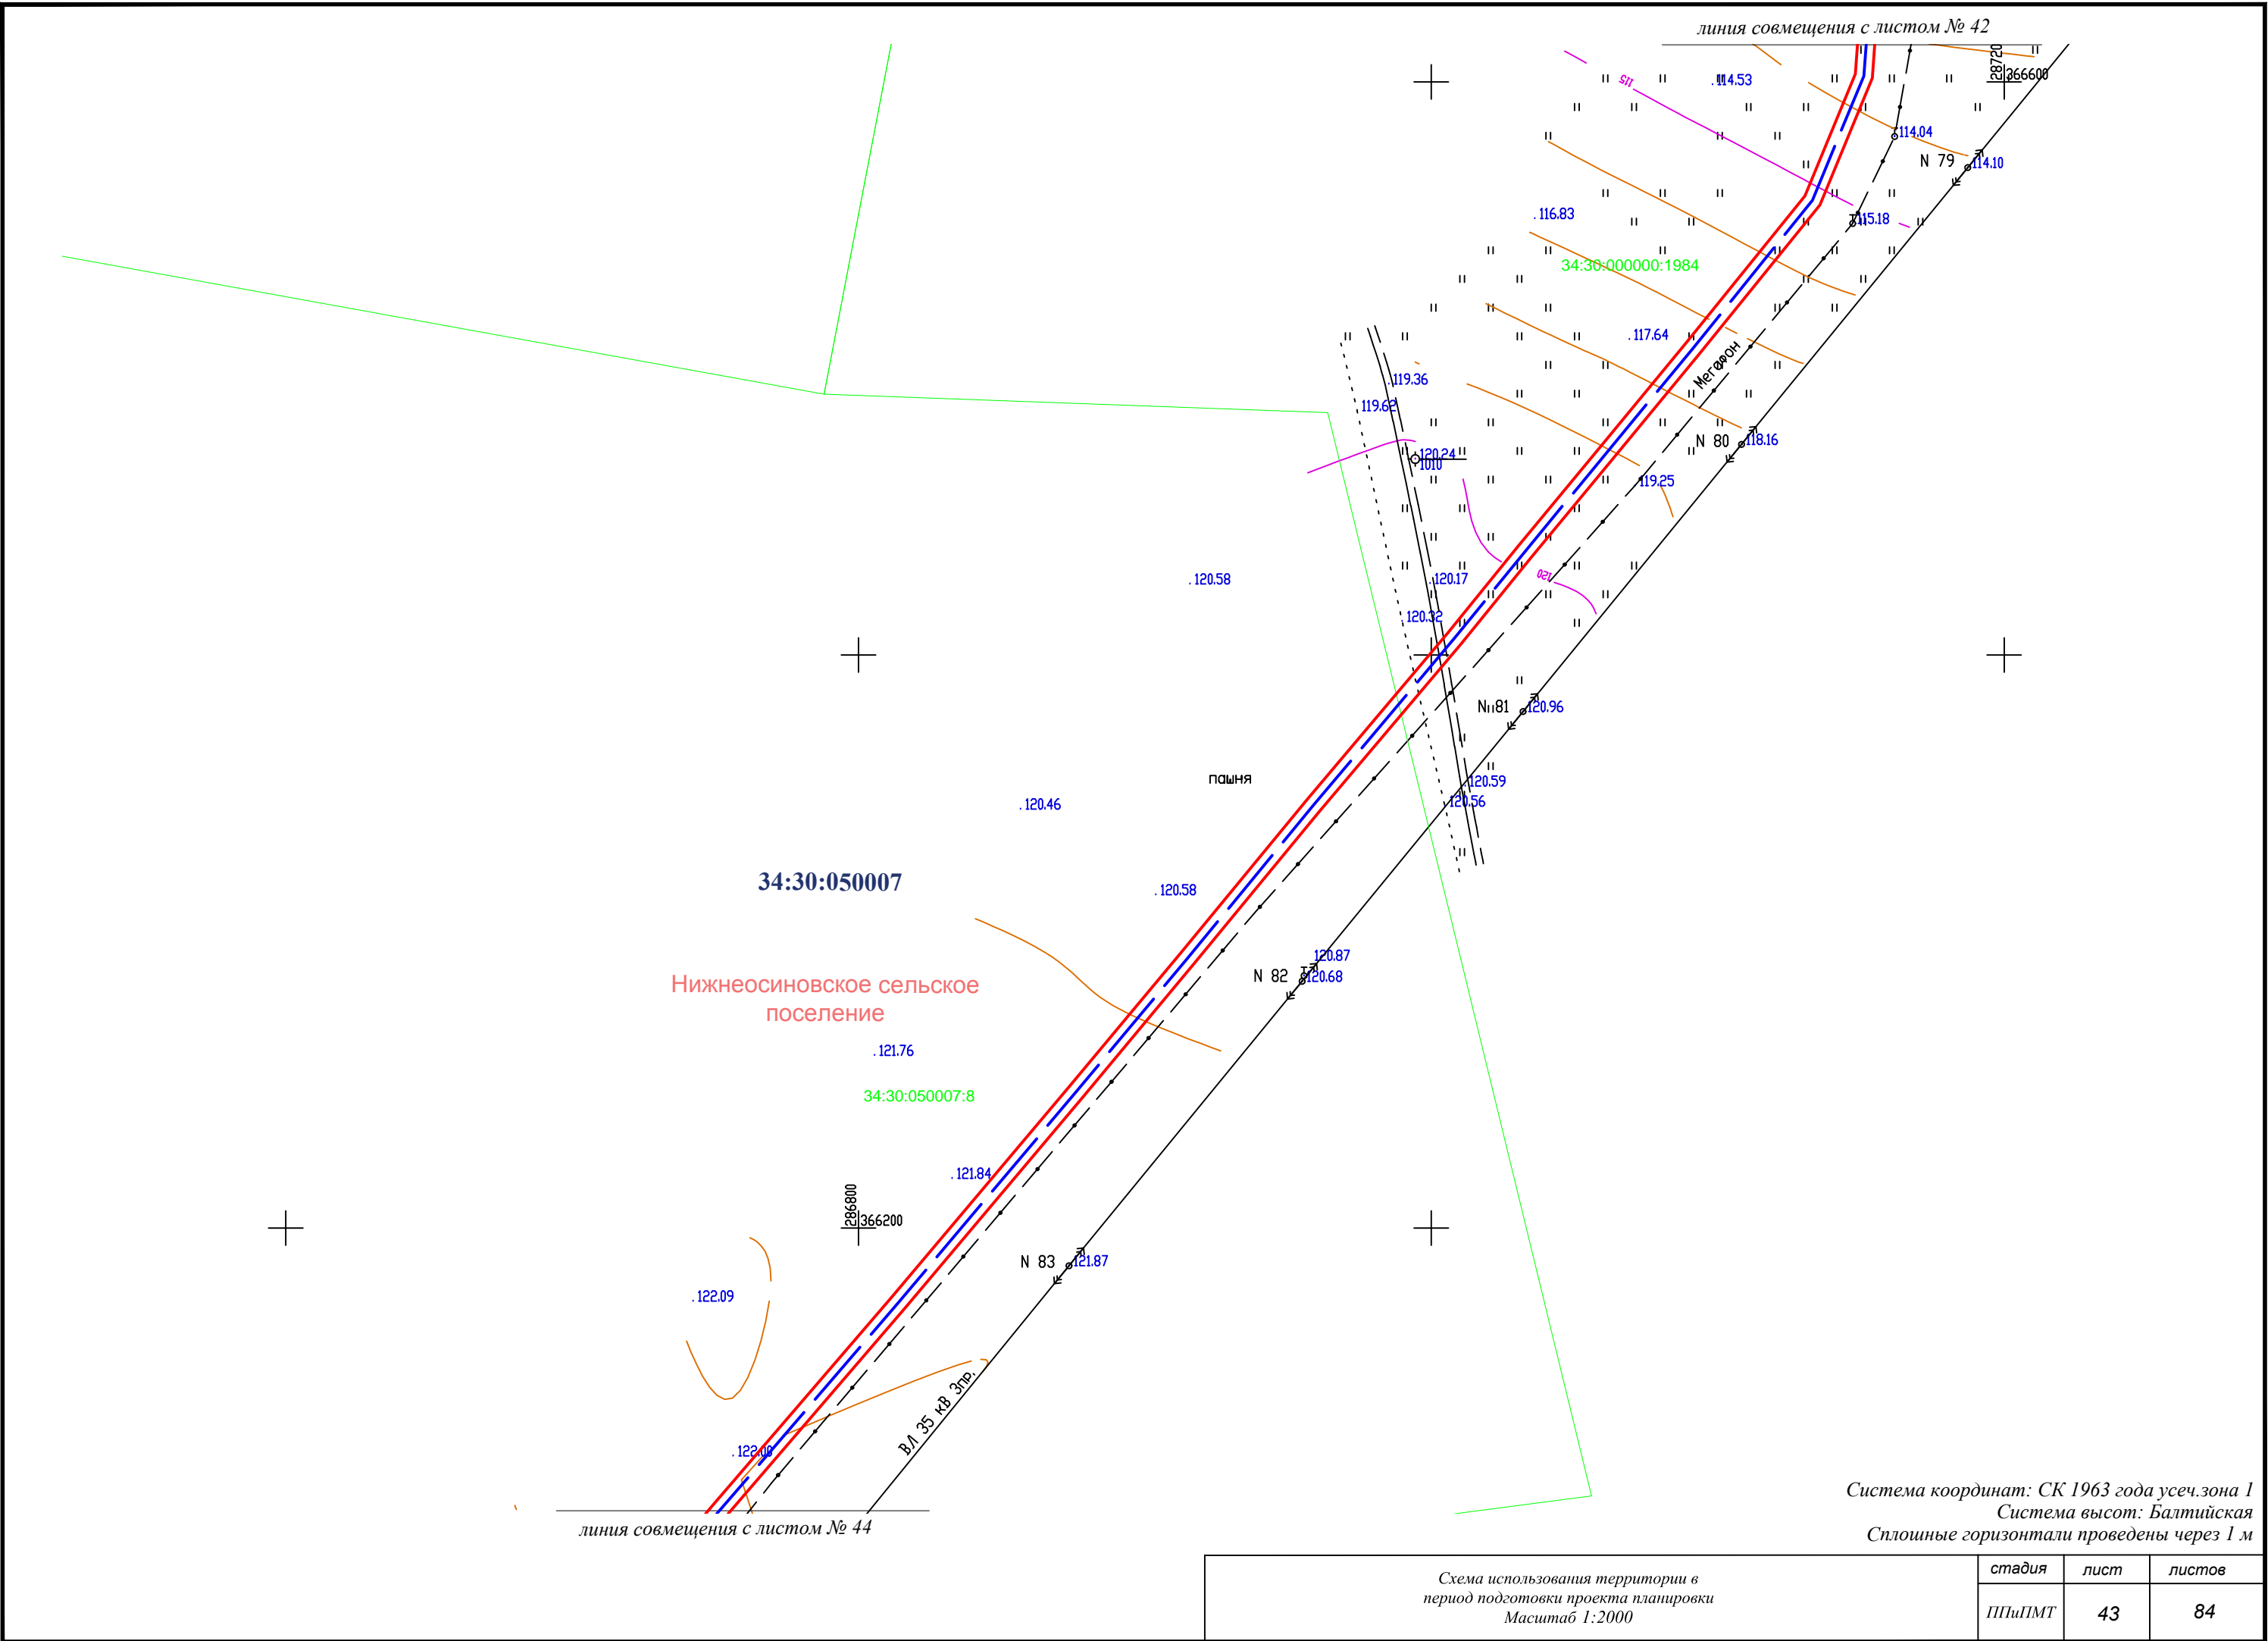 линия совмещения с листом № 42
28720
366600
115
114.53
114.04
N 79
114.10
115.18
116.83
34:30:000000:1984
117.64
Мегафон
119.36
119.62
N 80
118.16
120.24
1010
119.25
120.58
120.17
120
120.32
N 81
120.96
пашня
120.59
120.46
120.56
34:30:050007
120.58
120.87
N 82
120.68
Нижнеосиновское сельское
поселение
121.76
34:30:050007:8
121.84
286800
366200
N 83
121.87
122.09
ВЛ 35 кВ 3пр.
линия совмещения с листом № 44
Система координат: СК 1963 года усеч.зона 1
Система высот: Балтийская
Сплошные горизонтали проведены через 1 м
Схема использования территории в
период подготовки проекта планировки
Масштаб 1:2000
стадия лист листов
ППиПМТ 43 84